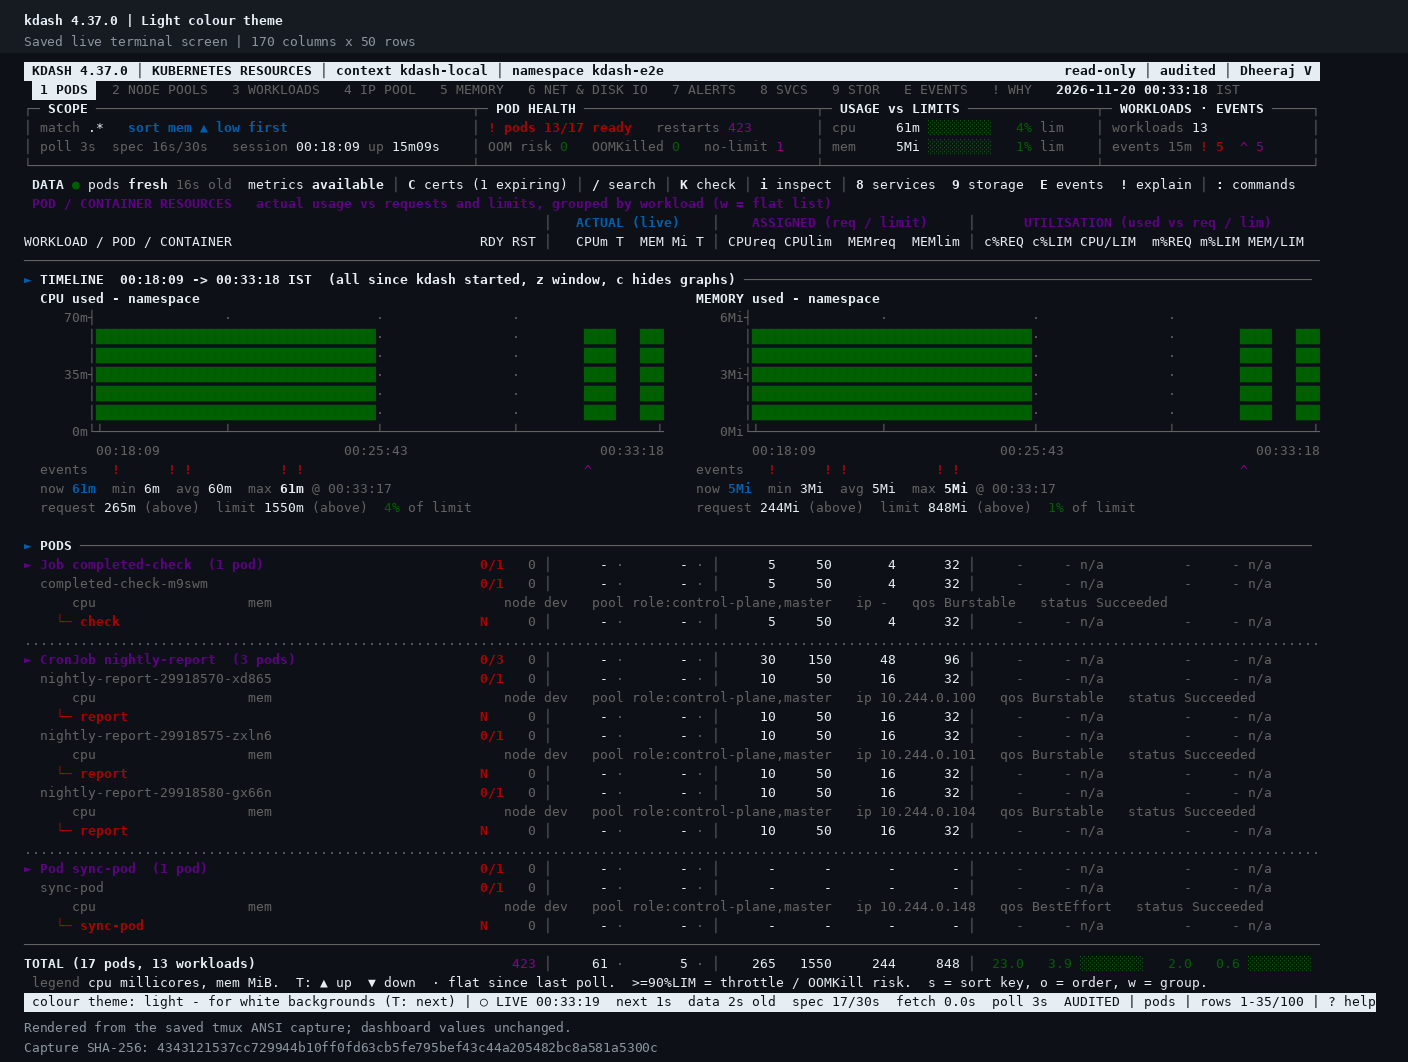 kdash 4.37.0 | Light colour theme
Saved live terminal screen | 170 columns x 50 rows
KDASH 4.37.0 │ KUBERNETES RESOURCES │ context kdash-local │ namespace kdash-e2e read-only │ audited │ Dheeraj V
1 PODS 2 NODE POOLS 3 WORKLOADS 4 IP POOL 5 MEMORY 6 NET & DISK IO 7 ALERTS 8 SVCS 9 STOR E EVENTS ! WHY 2026-11-20 00:33:18 IST
SCOPE POD HEALTH USAGE vs LIMITS WORKLOADS · EVENTS
match .* sort mem ▲ low first │ ! pods 13/17 ready restarts 423 │ cpu 61m ░░░░░░░░ 4% lim │ workloads 13
poll 3s spec 16s/30s session 00:18:09 up 15m09s │ OOM risk 0 OOMKilled 0 no-limit 1 │ mem 5Mi ░░░░░░░░ 1% lim │ events 15m ! 5 ^ 5
DATA ● pods fresh 16s old metrics available │ C certs (1 expiring) │ / search │ K check │ i inspect │ 8 services 9 storage E events ! explain │ : commands
POD / CONTAINER RESOURCES actual usage vs requests and limits, grouped by workload (w = flat list)
│ ACTUAL (live) │ ASSIGNED (req / limit) │ UTILISATION (used vs req / lim)
WORKLOAD / POD / CONTAINER RDY RST │ CPUm T MEM Mi T │ CPUreq CPUlim MEMreq MEMlim │ c%REQ c%LIM CPU/LIM m%REQ m%LIM MEM/LIM
► TIMELINE 00:18:09 -> 00:33:18 IST (all since kdash started, z window, c hides graphs)
CPU used - namespace MEMORY used - namespace
70m 6Mi
35m 3Mi
0m 0Mi
00:18:09 00:25:43 00:33:18 00:18:09 00:25:43 00:33:18
events ! ! ! ! ! ^ events ! ! ! ! ! ^
now 61m min 6m avg 60m max 61m @ 00:33:17 now 5Mi min 3Mi avg 5Mi max 5Mi @ 00:33:17
request 265m (above) limit 1550m (above) 4% of limit request 244Mi (above) limit 848Mi (above) 1% of limit
► PODS
► Job completed-check (1 pod) 0/1 0 │ - · - · │ 5 50 4 32 │ - - n/a - - n/a
completed-check-m9swm 0/1 0 │ - · - · │ 5 50 4 32 │ - - n/a - - n/a
cpu mem node dev pool role:control-plane,master ip - qos Burstable status Succeeded
└─ check N 0 │ - · - · │ 5 50 4 32 │ - - n/a - - n/a
► CronJob nightly-report (3 pods) 0/3 0 │ - · - · │ 30 150 48 96 │ - - n/a - - n/a
nightly-report-29918570-xd865 0/1 0 │ - · - · │ 10 50 16 32 │ - - n/a - - n/a
cpu mem node dev pool role:control-plane,master ip 10.244.0.100 qos Burstable status Succeeded
└─ report N 0 │ - · - · │ 10 50 16 32 │ - - n/a - - n/a
nightly-report-29918575-zxln6 0/1 0 │ - · - · │ 10 50 16 32 │ - - n/a - - n/a
cpu mem node dev pool role:control-plane,master ip 10.244.0.101 qos Burstable status Succeeded
└─ report N 0 │ - · - · │ 10 50 16 32 │ - - n/a - - n/a
nightly-report-29918580-gx66n 0/1 0 │ - · - · │ 10 50 16 32 │ - - n/a - - n/a
cpu mem node dev pool role:control-plane,master ip 10.244.0.104 qos Burstable status Succeeded
└─ report N 0 │ - · - · │ 10 50 16 32 │ - - n/a - - n/a
► Pod sync-pod (1 pod) 0/1 0 │ - · - · │ - - - - │ - - n/a - - n/a
sync-pod 0/1 0 │ - · - · │ - - - - │ - - n/a - - n/a
cpu mem node dev pool role:control-plane,master ip 10.244.0.148 qos BestEffort status Succeeded
└─ sync-pod N 0 │ - · - · │ - - - - │ - - n/a - - n/a
TOTAL (17 pods, 13 workloads) 423 │ 61 · 5 · │ 265 1550 244 848 │ 23.0 3.9 ░░░░░░░░ 2.0 0.6 ░░░░░░░░
legend cpu millicores, mem MiB. T: ▲ up ▼ down · flat since last poll. >=90%LIM = throttle / OOMKill risk. s = sort key, o = order, w = group.
colour theme: light - for white backgrounds (T: next) | ○ LIVE 00:33:19 next 1s data 2s old spec 17/30s fetch 0.0s poll 3s AUDITED | pods | rows 1-35/100 | ? help
Rendered from the saved tmux ANSI capture; dashboard values unchanged.
Capture SHA-256: 4343121537cc729944b10ff0fd63cb5fe795bef43c44a205482bc8a581a5300c